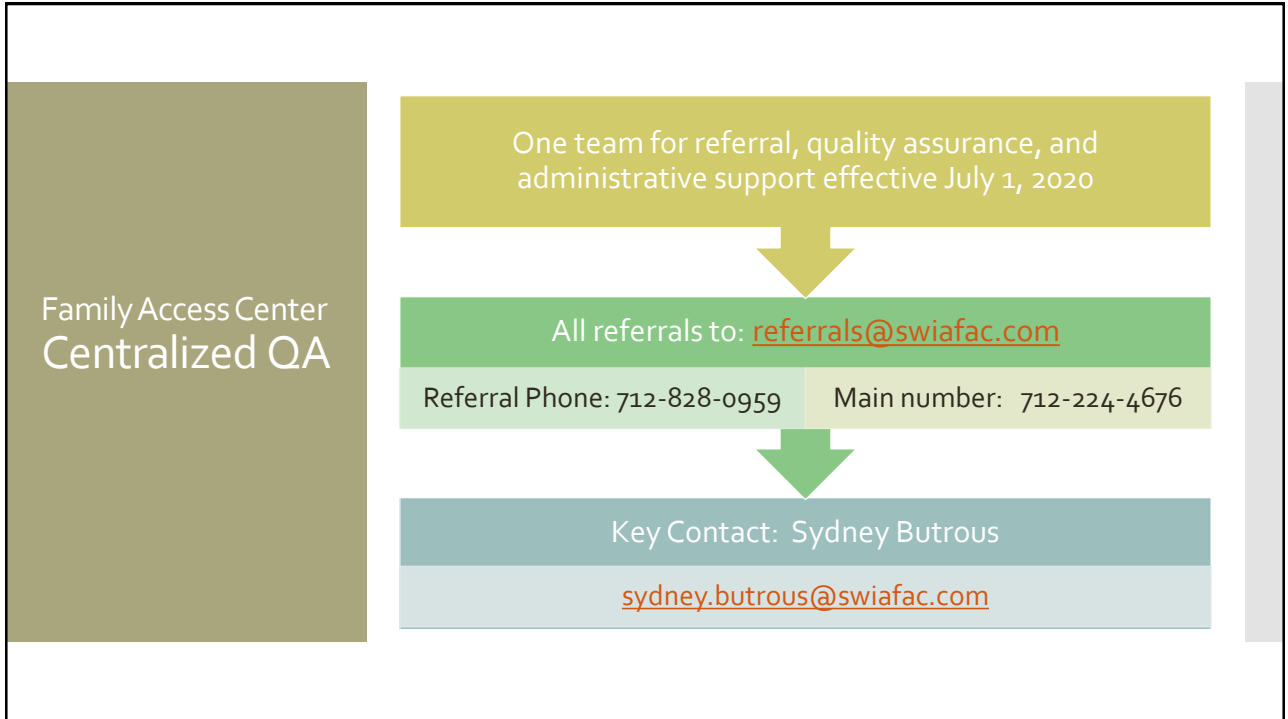 Family Access Center
Centralized QA
One team for referral, quality assurance, and
administrative support effective July 1, 2020
All referrals to: referrals@swiafac.com
Referral Phone: 712-828-0959
Main number: 712-224-4676
Key Contact: Sydney Butrous
sydney.butrous@swiafac.com